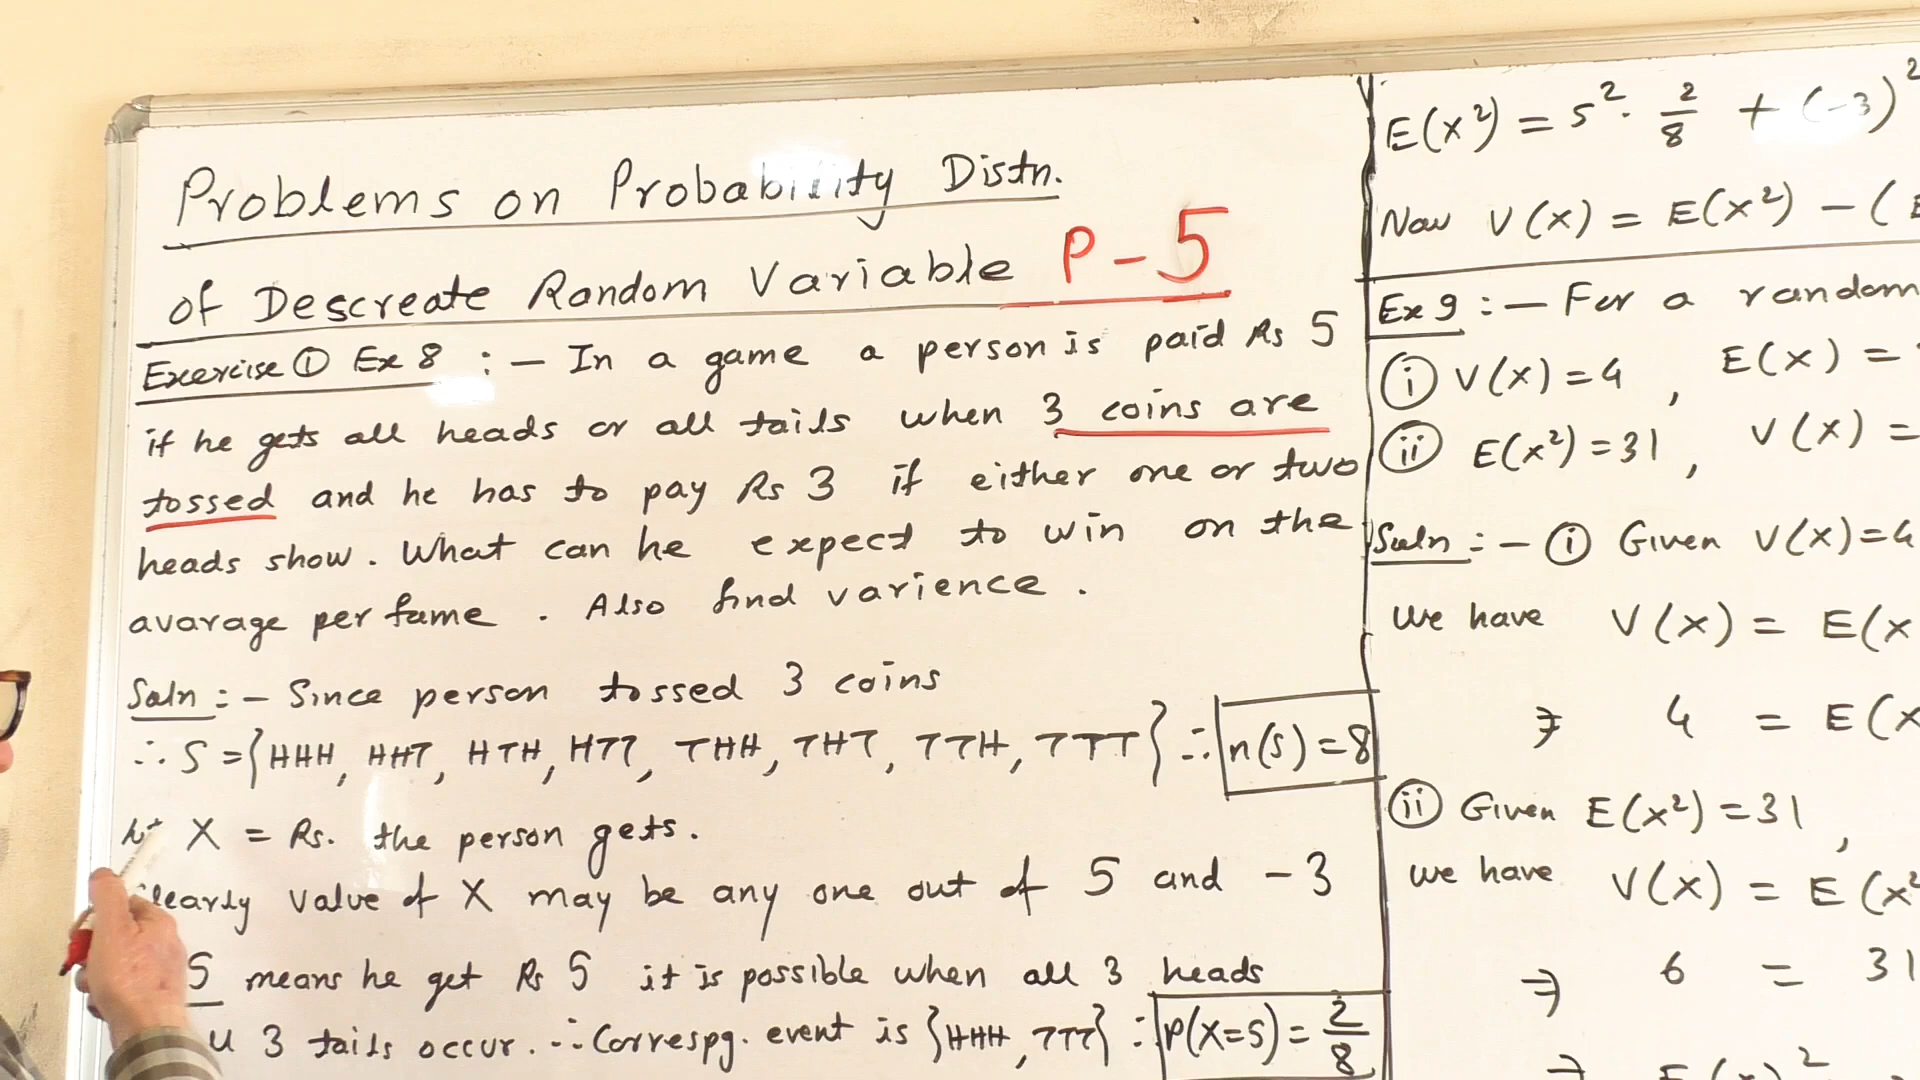 Problems on Probability Distn.
of Descreate Random Variable P-5
Exercise ① Ex 8 :- In a game a person is paid Rs 5
if he gets all heads or all tails when 3 coins are
tossed and he has to pay Rs 3 if either one or two
heads show. What can he expect to win on the
avarage per fame. Also find varience.
Soln :- Since person tossed 3 coins
∴ S = {HHH, HHT, HTH, HTT, THH, THT, TTH, TTT} ∴ n(S) = 8
X = Rs. the person gets.
value of X may be any one out of 5 and -3
5 means he get Rs 5 it is possible when all 3 heads
3 tails occur. ∴ Correspg. event is {HHH, TTT} ∴ P(X=5) = 2/8
E(X²) = 5² · 2/8 + (-3)²
Now V(X) = E(X²) - (E
Ex 9 :- For a random
(i) V(X) = 4, E(X) =
(ii) E(X²) = 31, V(X) =
Soln :- (i) Given V(X) = 4
We have V(X) = E(X
⇒ 4 = E(X
(ii) Given E(X²) = 31,
we have V(X) = E(X²
⇒ 6 = 31
⇒